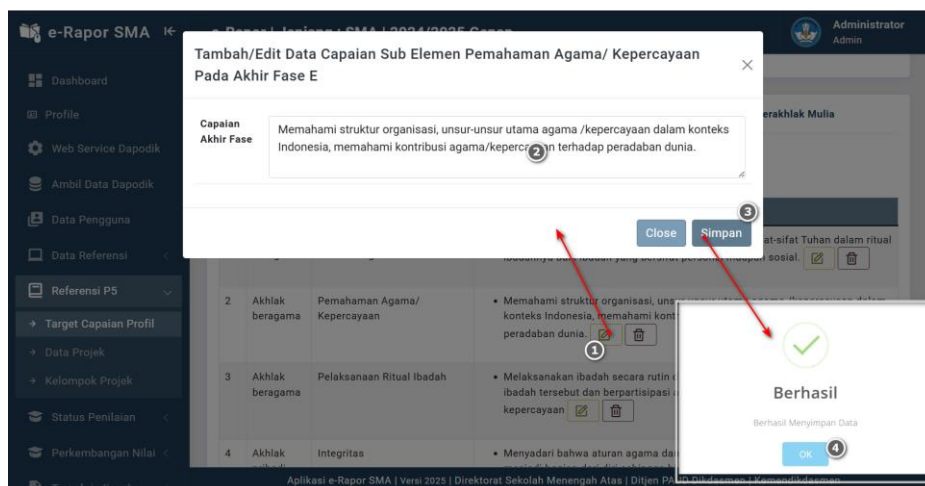 e-Rapor SMA
Administrator
Admin
Tambah/Edit Data Capaian Sub Elemen Pemahaman Agama/ Kepercayaan
Pada Akhir Fase E
Dashboard
Profile
Web Service Dapodik
Ambil Data Dapodik
Data Pengguna
Data Referensi
Referensi P5
Target Capaian Profil
Data Projek
Kelompok Projek
Status Penilaian
Perkembangan Nilai
Capaian
Akhir Fase
Memahami struktur organisasi, unsur-unsur utama agama /kepercayaan dalam konteks
Indonesia, memahami kontribusi agama/kepercayaan terhadap peradaban dunia.
2
erakhlak Mulia
3
Close Simpan
at-sifat Tuhan dalam ritual
sosial.
2 Akhlak Pemahaman Agama/ • Memahami struktur organisasi,
beragama Kepercayaan konteks Indonesia, memahami
peradaban dunia.
1
3 Akhlak Pelaksanaan Ritual Ibadah • Melaksanakan ibadah secara rutin
beragama ibadah tersebut dan berpartisipasi
kepercayaan
4 Akhlak Integritas • Menyadari bahwa aturan agama
Berhasil
Berhasil Menyimpan Data
OK 4
Aplikasi e-Rapor SMA | Versi 2025 | Direktorat Sekolah Menengah Atas | Ditjen PAUD Dikdasmen | Kemendikdasmen